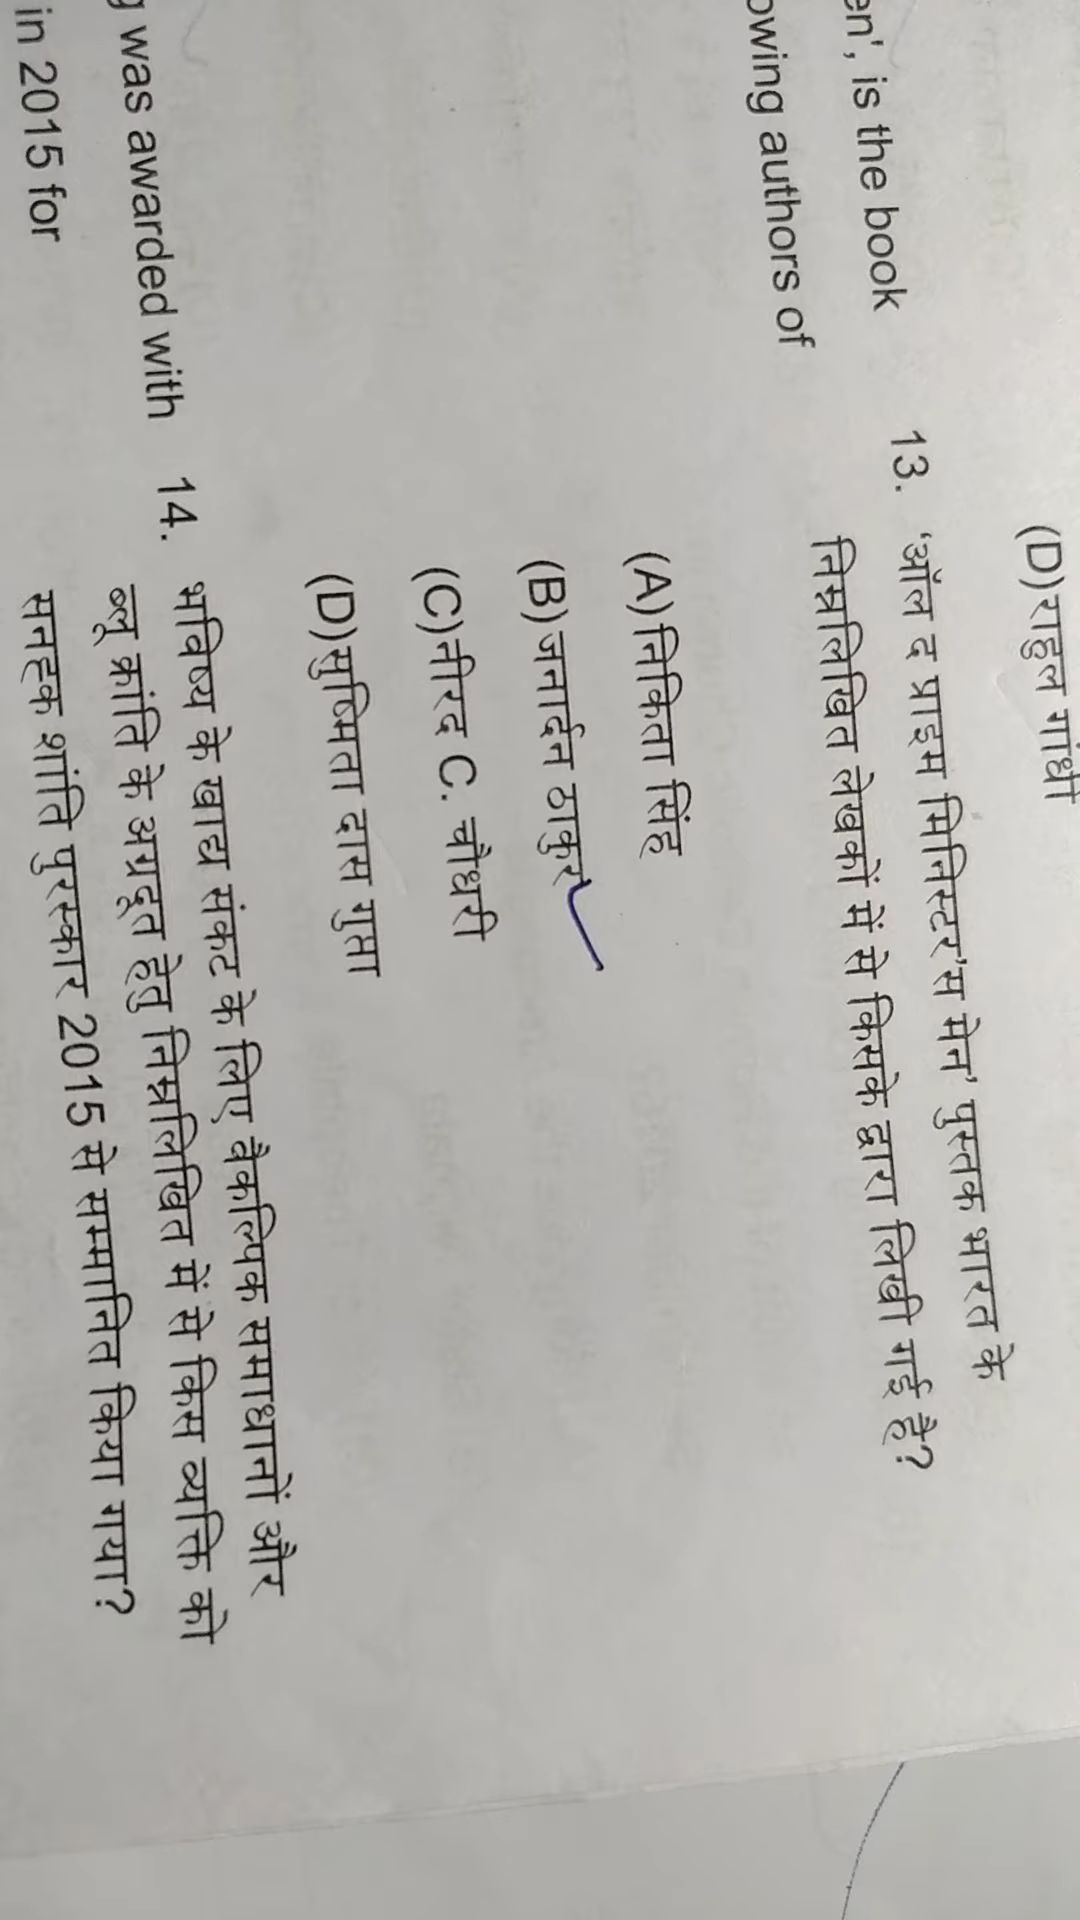 (D)राहुल गांधी
en', is the book
owing authors of
13. 'ऑल द प्राइम मिनिस्टर'स मेन' पुस्तक भारत के
निम्नलिखित लेखकों में से किसके द्वारा लिखी गई है?
(A)निकिता सिंह
(B)जनार्दन ठाकुर
(C)नीरद C. चौधरी
(D)सुष्मिता दास गुप्ता
g was awarded with
in 2015 for
14. भविष्य के खाद्य संकट के लिए वैकल्पिक समाधानों और
ब्लू क्रांति के अग्रदूत हेतु निम्नलिखित में से किस व्यक्ति को
सनहक शांति पुरस्कार 2015 से सम्मानित किया गया?